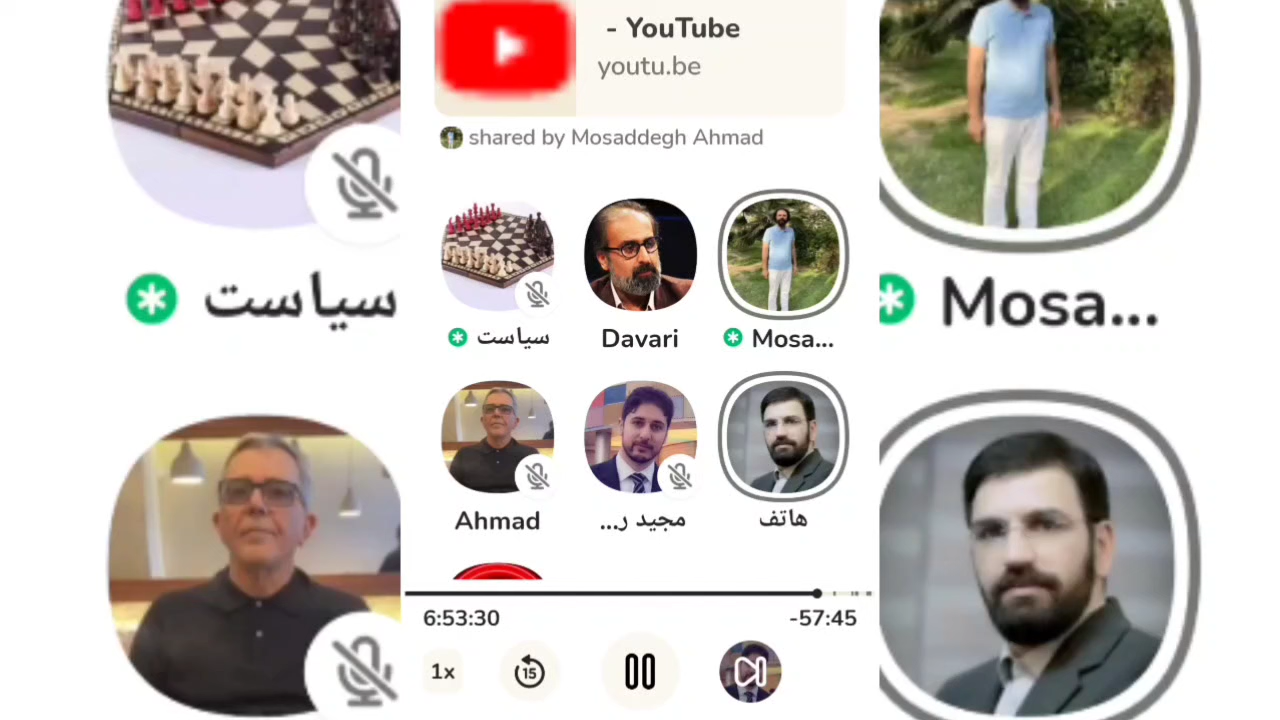 - YouTube
youtu.be
shared by Mosaddegh Ahmad
سیاست
Davari
Mosa...
Ahmad
مجید ر...
هاتف
6:53:30
-57:45
1x
15
سیاست
Mosa...